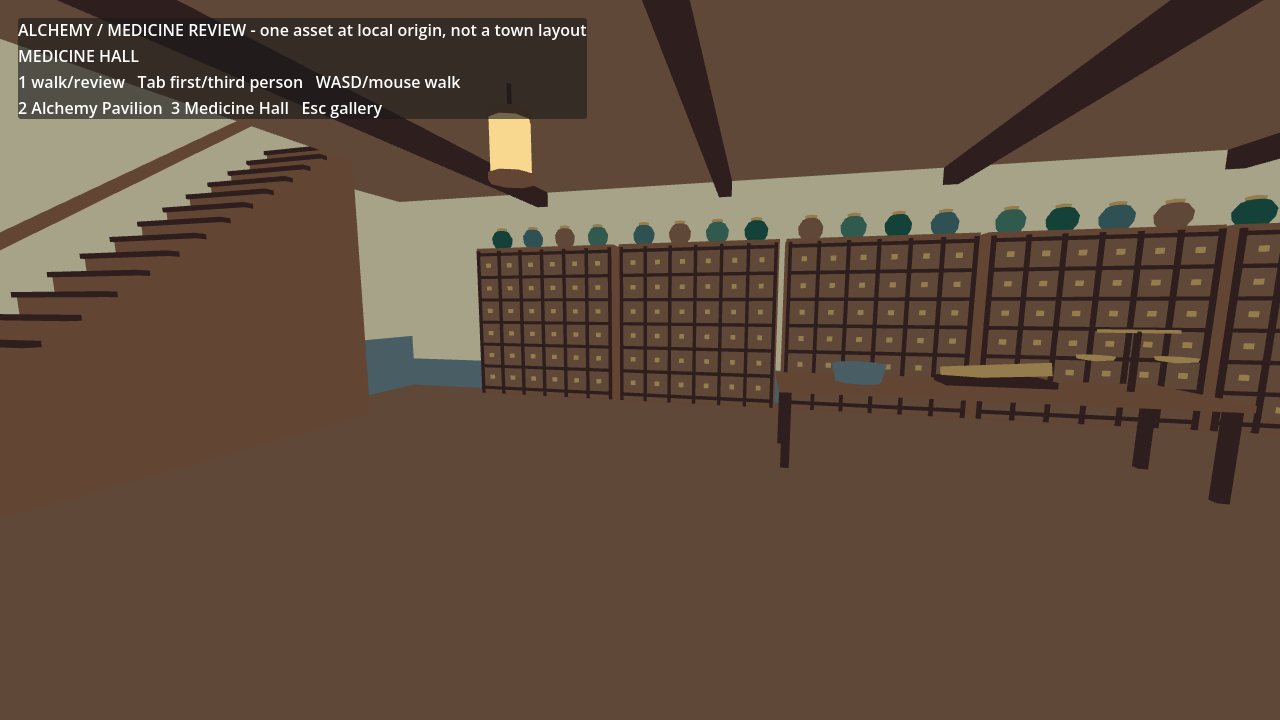 ALCHEMY / MEDICINE REVIEW - one asset at local origin, not a town layout
MEDICINE HALL
1 walk/review   Tab first/third person   WASD/mouse walk
2 Alchemy Pavilion  3 Medicine Hall   Esc gallery